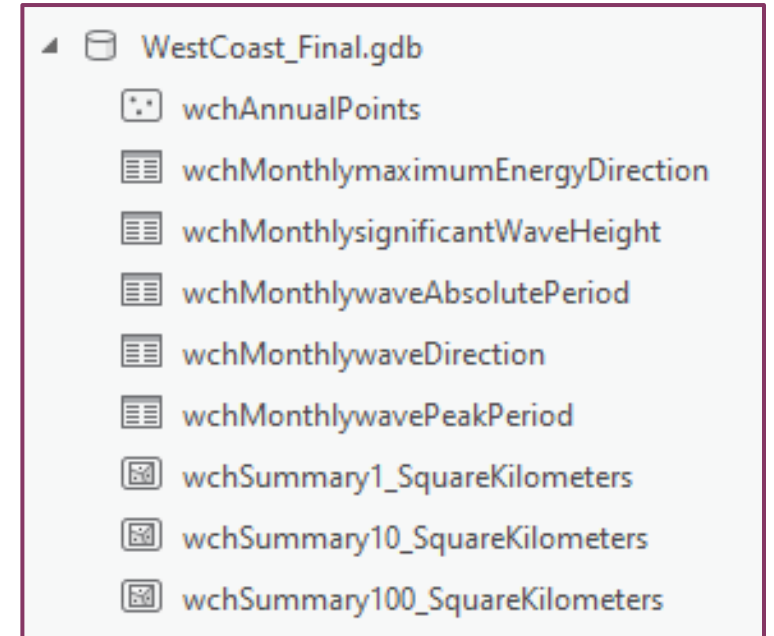 WestCoast_Final.gdb
wchAnnualPoints
wchMonthlymaximumEnergyDirection
wchMonthlysignificantWaveHeight
wchMonthlywaveAbsolutePeriod
wchMonthlywaveDirection
wchMonthlywavePeakPeriod
wchSummary1_SquareKilometers
wchSummary10_SquareKilometers
wchSummary100_SquareKilometers